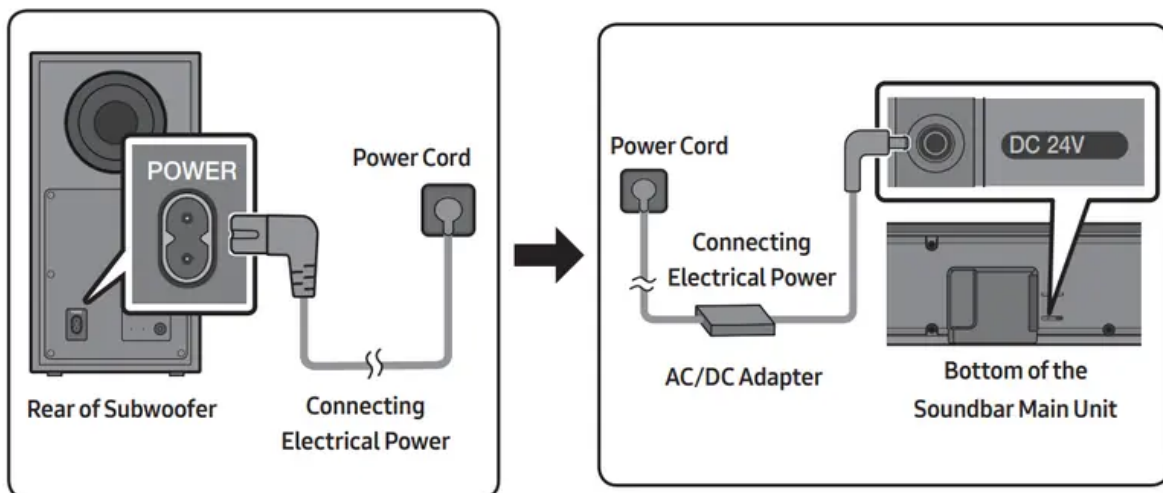 POWER
Power Cord
Rear of Subwoofer
Connecting
Electrical Power
DC 24V
Power Cord
Connecting
Electrical Power
AC/DC Adapter
Bottom of the
Soundbar Main Unit